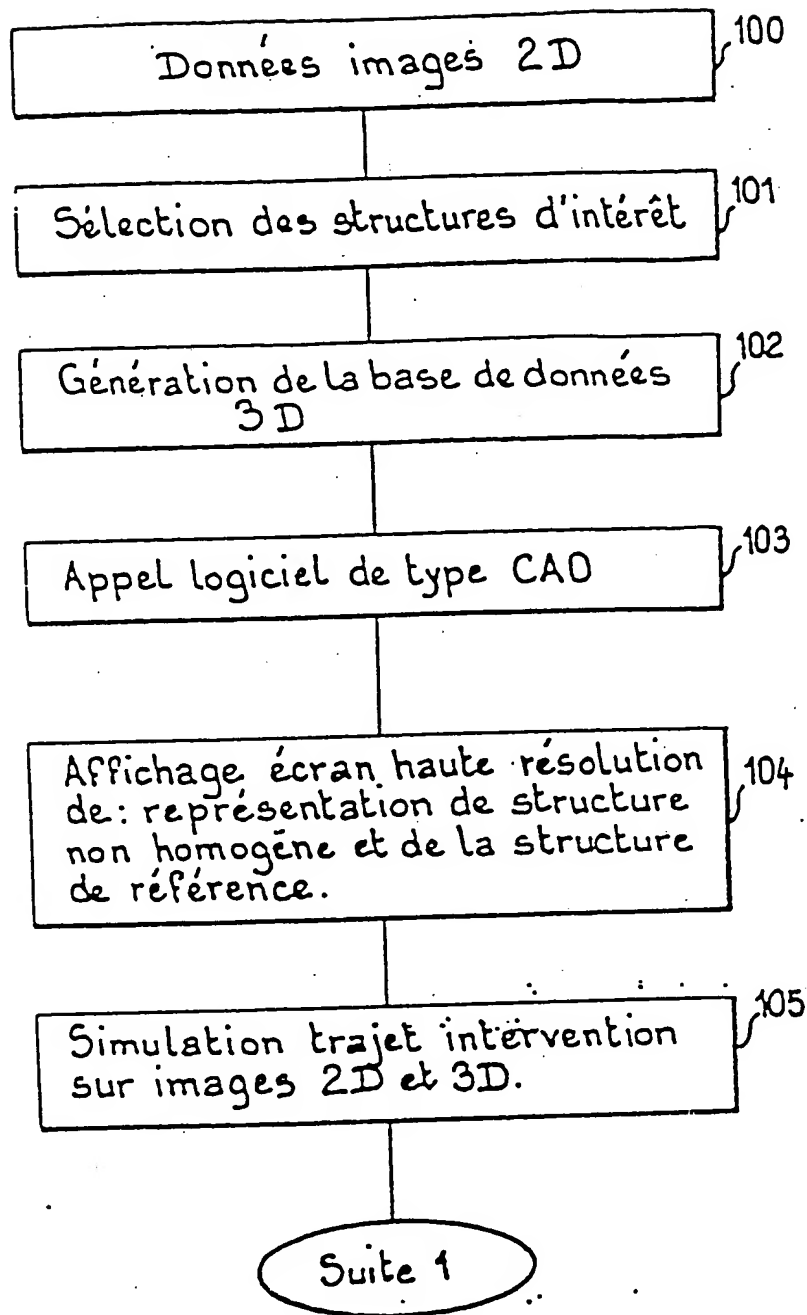 Données images 2D
100
Sélection des structures d'intérêt
101
Génération de la base de données
3D
102
Appel logiciel de type CAO
103
Affichage écran haute résolution
de : représentation de structure
non homogène et de la structure
de référence.
104
Simulation trajet intervention
sur images 2D et 3D.
105
Suite 1